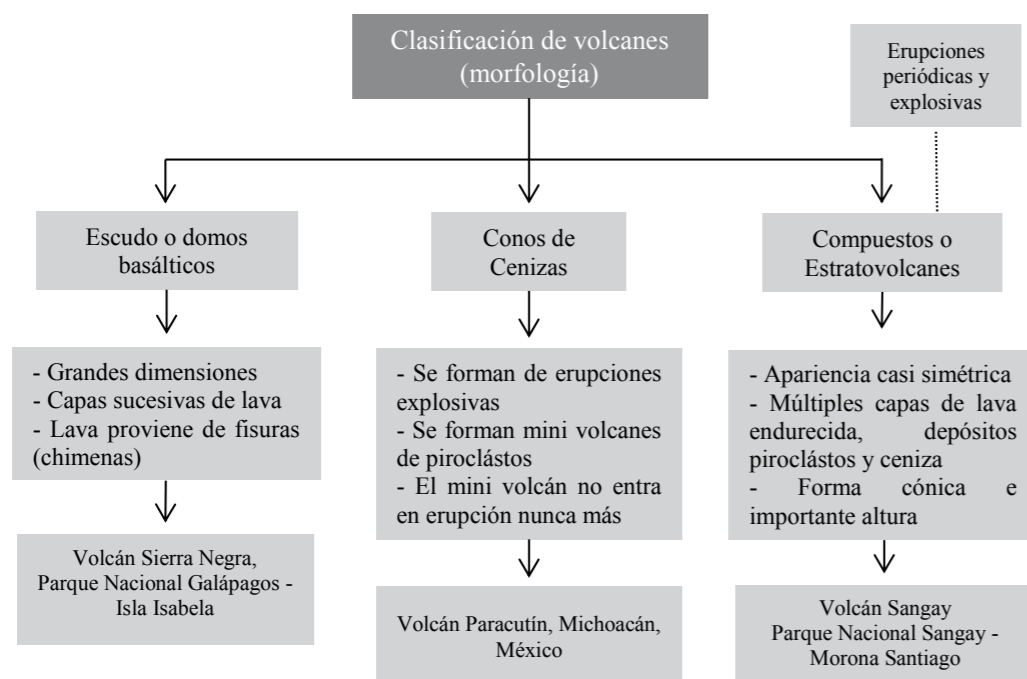 Clasificación de volcanes
(morfología)
Erupciones
periódicas y
explosivas
Escudo o domos
basálticos
Conos de
Cenizas
Compuestos o
Estratovolcanes
- Grandes dimensiones
- Capas sucesivas de lava
- Lava proviene de fisuras
(chimenas)
- Se forman de erupciones
explosivas
- Se forman mini volcanes
de piroclástos
- El mini volcán no entra
en erupción nunca más
- Apariencia casi simétrica
- Múltiples capas de lava
endurecida, depósitos
piroclástos y ceniza
- Forma cónica e
importante altura
Volcán Sierra Negra,
Parque Nacional Galápagos -
Isla Isabela
Volcán Paracutín, Michoacán,
México
Volcán Sangay
Parque Nacional Sangay -
Morona Santiago